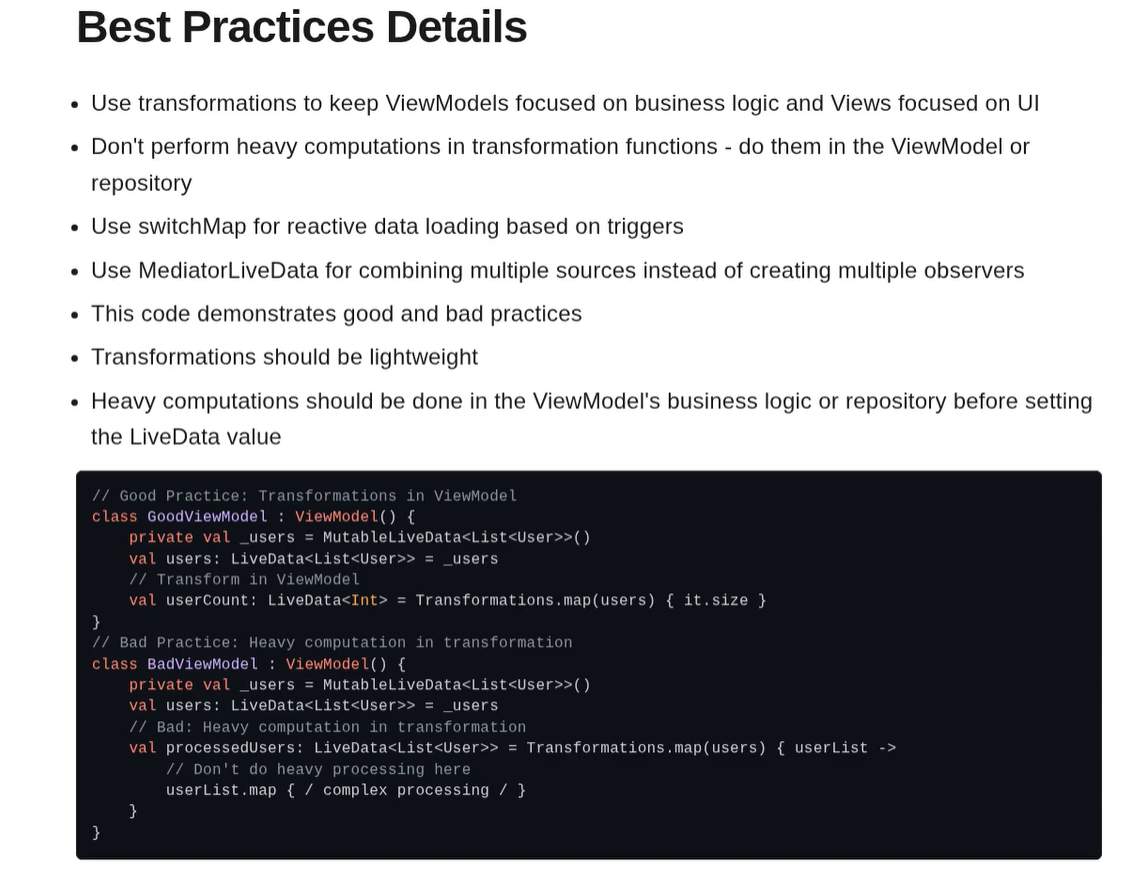 Best Practices Details
• Use transformations to keep ViewModels focused on business logic and Views focused on UI
• Don't perform heavy computations in transformation functions - do them in the ViewModel or
repository
• Use switchMap for reactive data loading based on triggers
• Use MediatorLiveData for combining multiple sources instead of creating multiple observers
• This code demonstrates good and bad practices
• Transformations should be lightweight
• Heavy computations should be done in the ViewModel's business logic or repository before setting
the LiveData value
// Good Practice: Transformations in ViewModel
class GoodViewModel : ViewModel() {
    private val _users = MutableLiveData<List<User>>()
    val users: LiveData<List<User>> = _users
    // Transform in ViewModel
    val userCount: LiveData<Int> = Transformations.map(users) { it.size }
}
// Bad Practice: Heavy computation in transformation
class BadViewModel : ViewModel() {
    private val _users = MutableLiveData<List<User>>()
    val users: LiveData<List<User>> = _users
    // Bad: Heavy computation in transformation
    val processedUsers: LiveData<List<User>> = Transformations.map(users) { userList ->
        // Don't do heavy processing here
        userList.map { / complex processing / }
    }
}